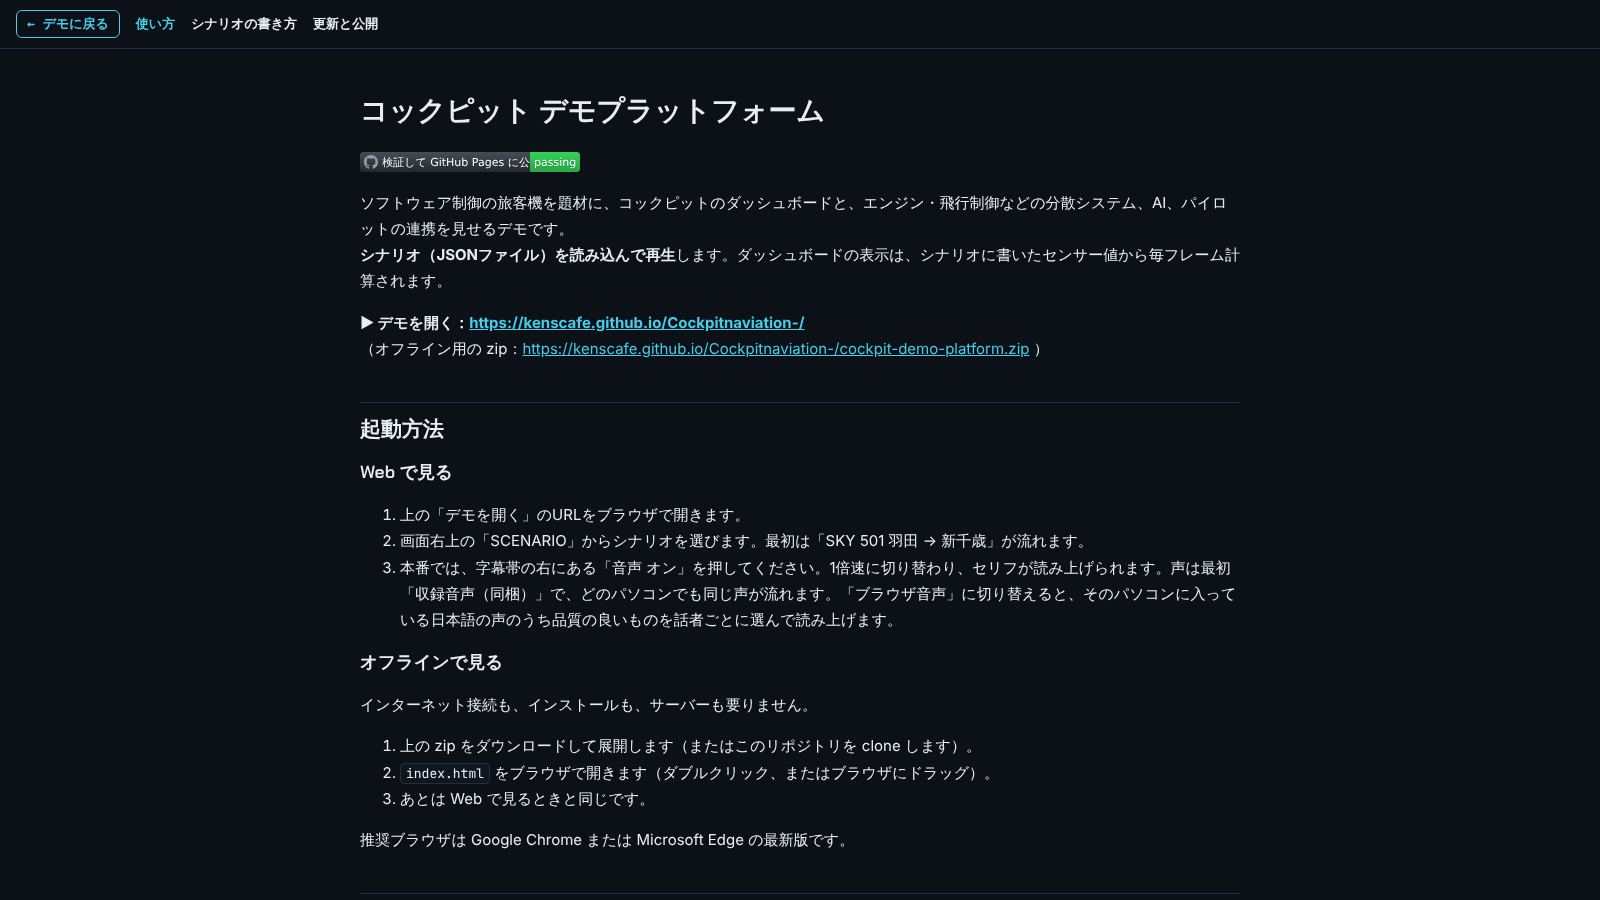 ← デモに戻る 使い方 シナリオの書き方 更新と公開
コックピット デモプラットフォーム
検証して GitHub Pages に公 passing
ソフトウェア制御の旅客機を題材に、コックピットのダッシュボードと、エンジン・飛行制御などの分散システム、AI、パイロ
ットの連携を見せるデモです。
シナリオ（JSONファイル）を読み込んで再生します。ダッシュボードの表示は、シナリオに書いたセンサー値から毎フレーム計
算されます。
▶ デモを開く：https://kenscafe.github.io/Cockpitnaviation-/
（オフライン用の zip：https://kenscafe.github.io/Cockpitnaviation-/cockpit-demo-platform.zip ）
起動方法
Web で見る
1. 上の「デモを開く」のURLをブラウザで開きます。
2. 画面右上の「SCENARIO」からシナリオを選びます。最初は「SKY 501 羽田 → 新千歳」が流れます。
3. 本番では、字幕帯の右にある「音声 オン」を押してください。1倍速に切り替わり、セリフが読み上げられます。声は最初
「収録音声（同梱）」で、どのパソコンでも同じ声が流れます。「ブラウザ音声」に切り替えると、そのパソコンに入って
いる日本語の声のうち品質の良いものを話者ごとに選んで読み上げます。
オフラインで見る
インターネット接続も、インストールも、サーバーも要りません。
1. 上の zip をダウンロードして展開します（またはこのリポジトリを clone します）。
2. index.html をブラウザで開きます（ダブルクリック、またはブラウザにドラッグ）。
3. あとは Web で見るときと同じです。
推奨ブラウザは Google Chrome または Microsoft Edge の最新版です。